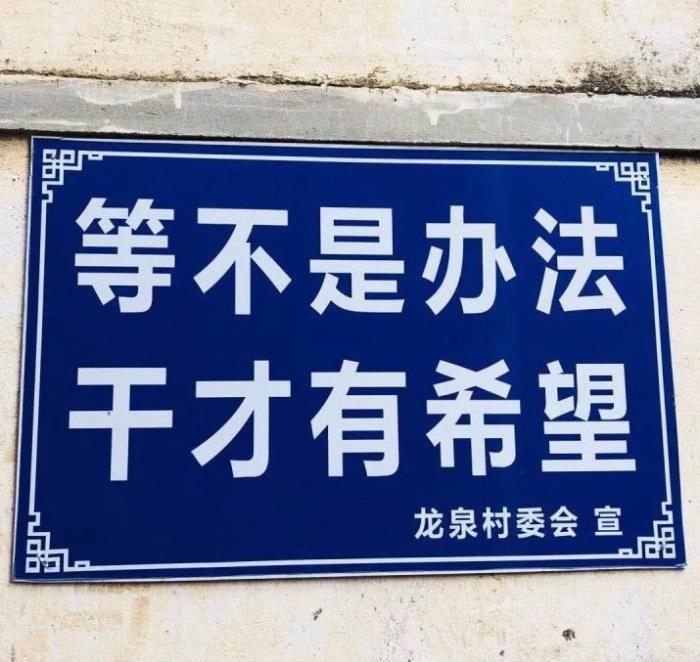 等不是办法
干才有希望
龙泉村委会 宣